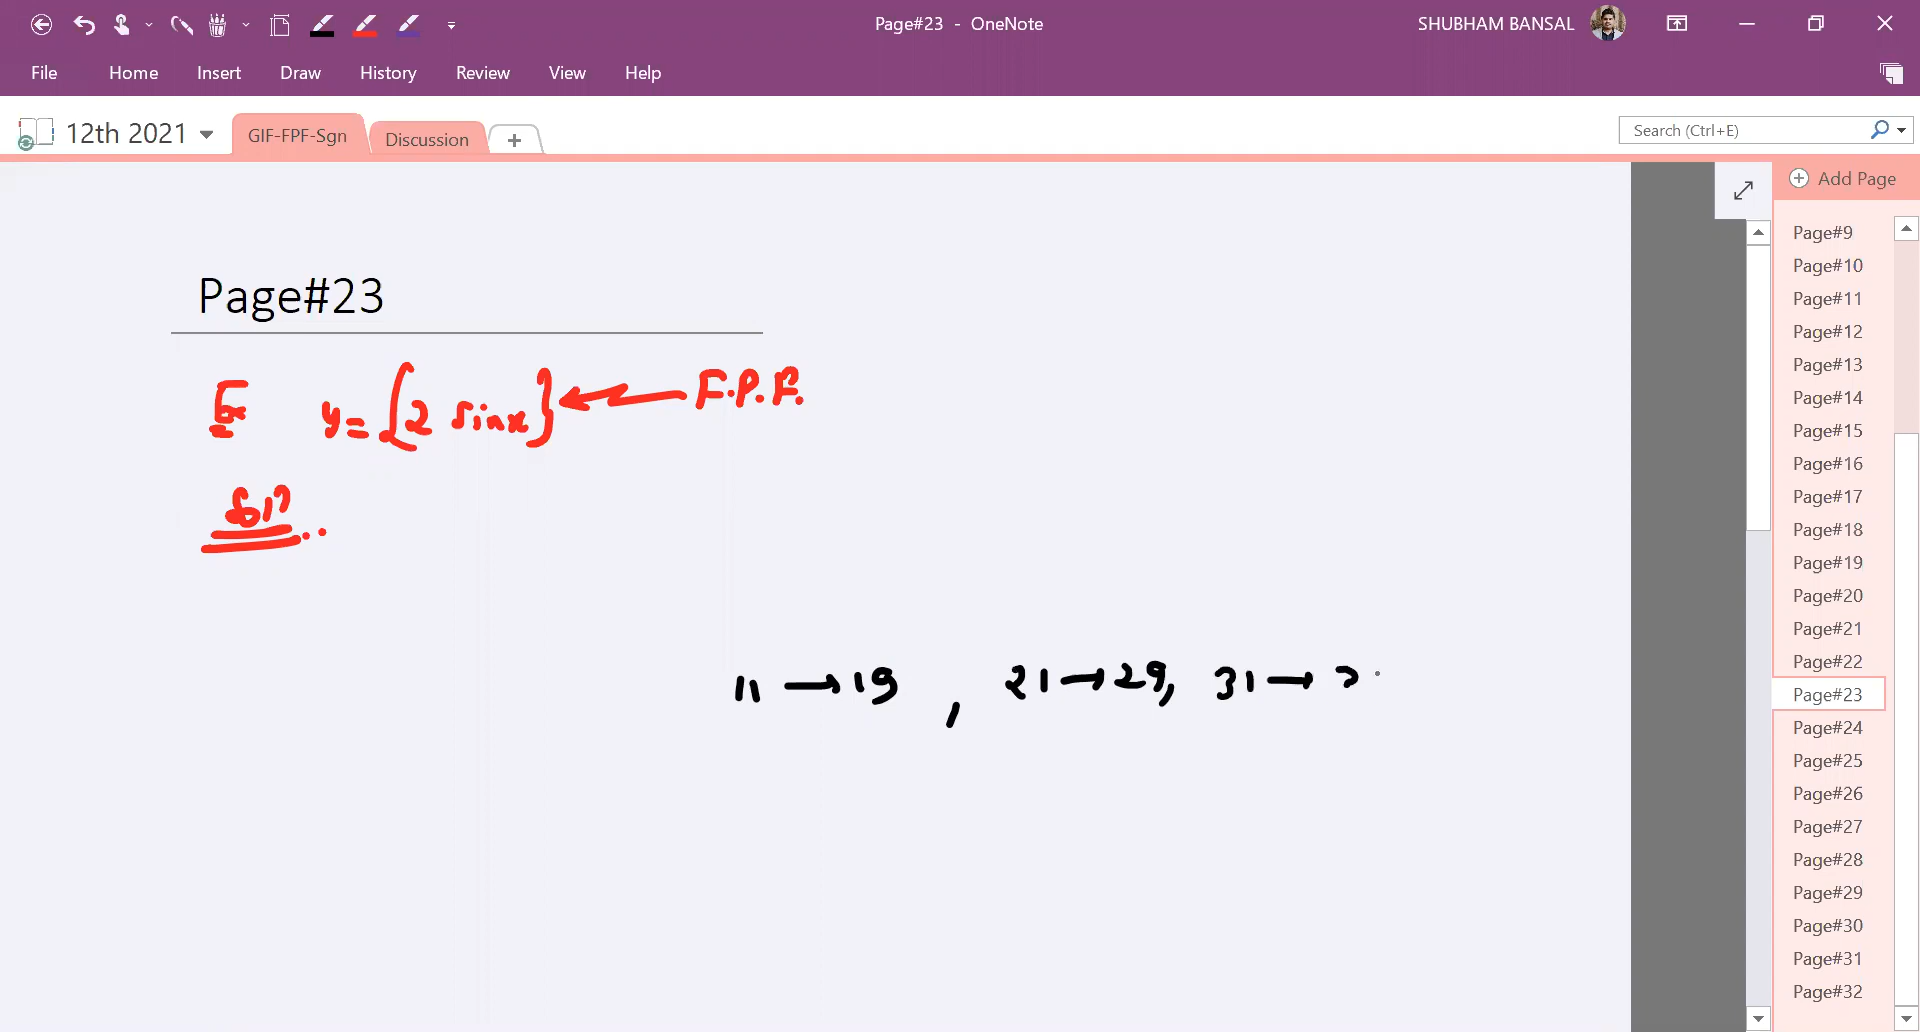 Page#23 - OneNote
SHUBHAM BANSAL
File Home Insert Draw History Review View Help
12th 2021
GIF-FPF-Sgn
Discussion
Search (Ctrl+E)
Add Page
Page#23
Ex y = {2 sinx} F.P.F.
Sol?
11 → 19, 21 → 29, 31 →
Page#9
Page#10
Page#11
Page#12
Page#13
Page#14
Page#15
Page#16
Page#17
Page#18
Page#19
Page#20
Page#21
Page#22
Page#23
Page#24
Page#25
Page#26
Page#27
Page#28
Page#29
Page#30
Page#31
Page#32